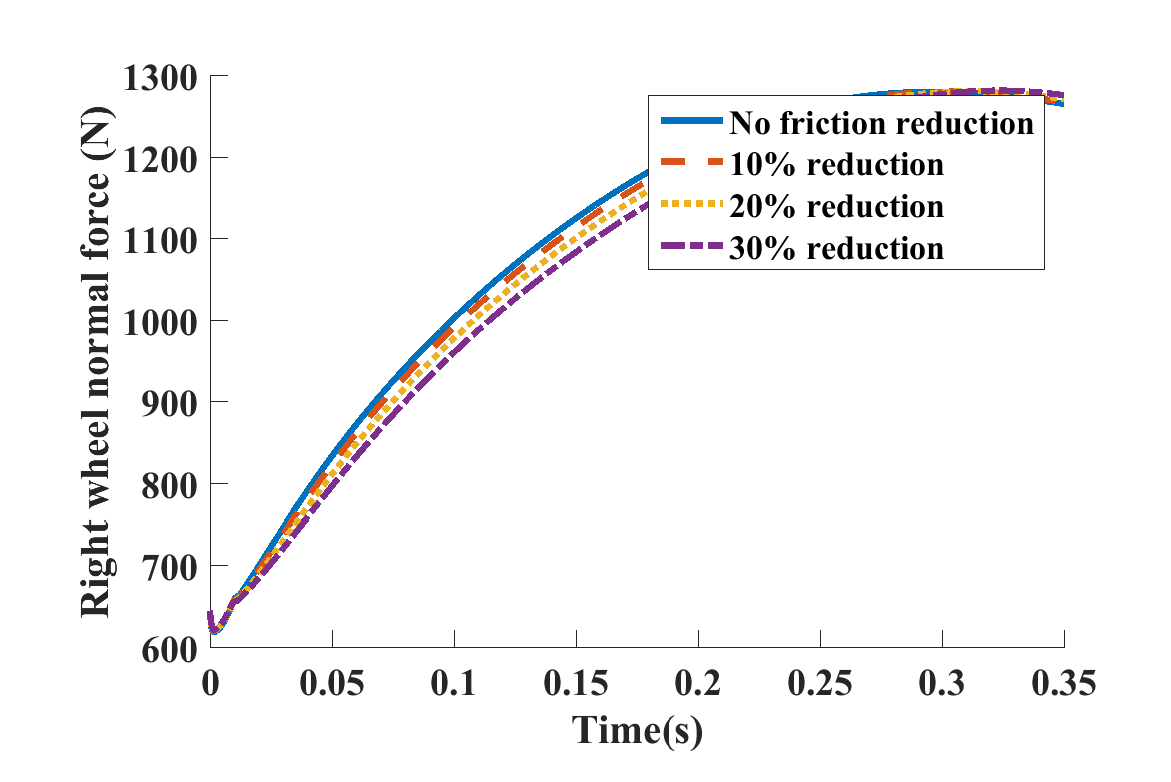 1300
1200
1100
1000
900
800
700
600
Right wheel normal force (N)
No friction reduction
10% reduction
20% reduction
30% reduction
0 0.05 0.1 0.15 0.2 0.25 0.3 0.35
Time(s)